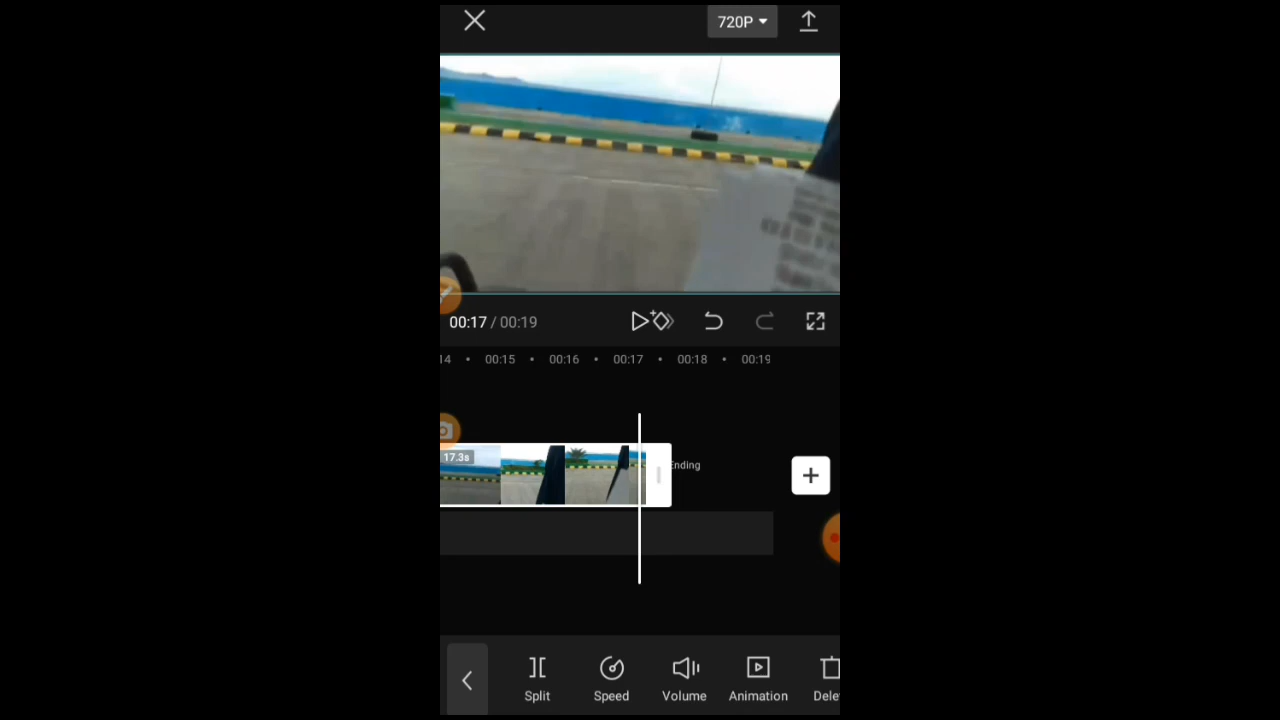 720P
00:17 / 00:19
14 00:15 00:16 00:17 00:18 00:19
17.3s
Ending
Split Speed Volume Animation Dele